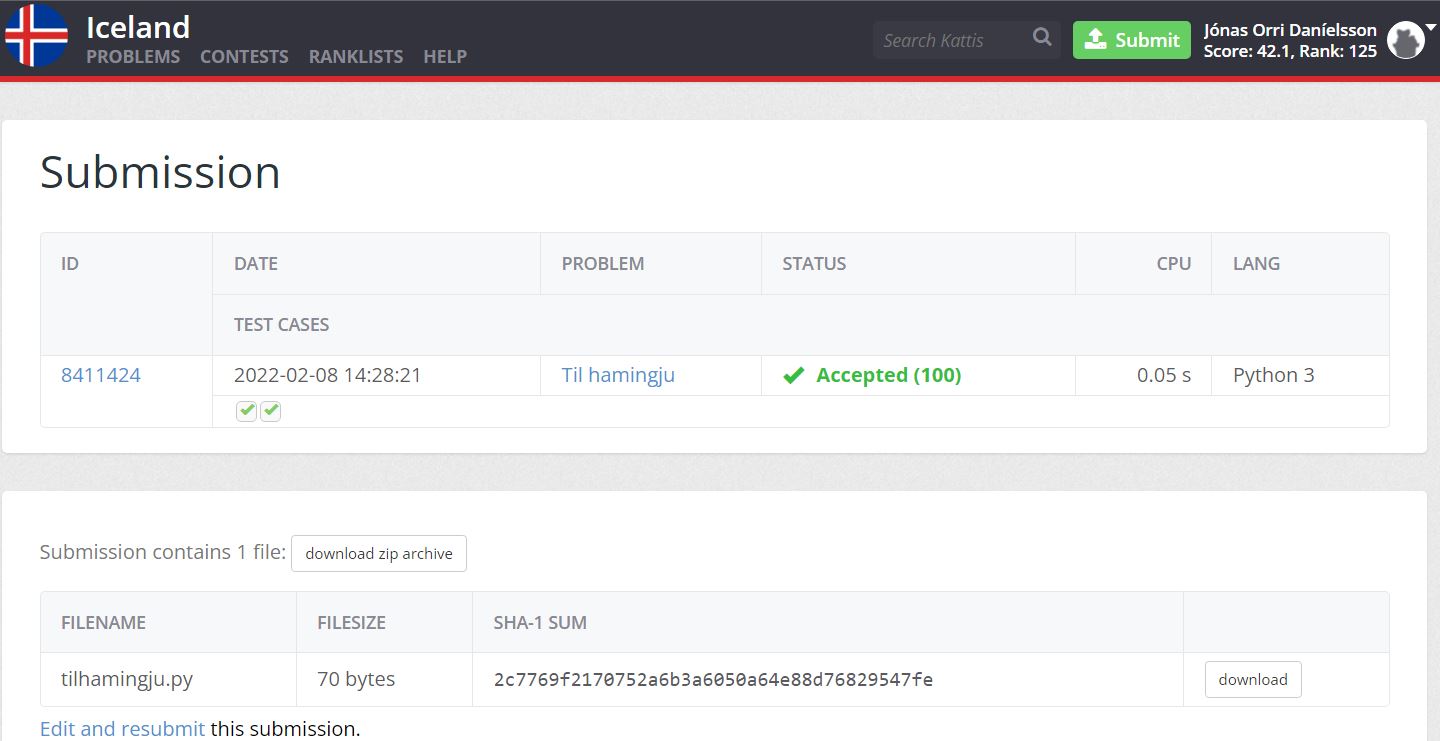 Iceland
PROBLEMS CONTESTS RANKLISTS HELP
Search Kattis
Submit
Jónas Orri Daníelsson
Score: 42.1, Rank: 125
Submission
ID DATE PROBLEM STATUS CPU LANG
TEST CASES
8411424 2022-02-08 14:28:21 Til hamingju Accepted (100) 0.05 s Python 3
Submission contains 1 file: download zip archive
FILENAME FILESIZE SHA-1 SUM
tilhamingju.py 70 bytes 2c7769f2170752a6b3a6050a64e88d76829547fe download
Edit and resubmit this submission.